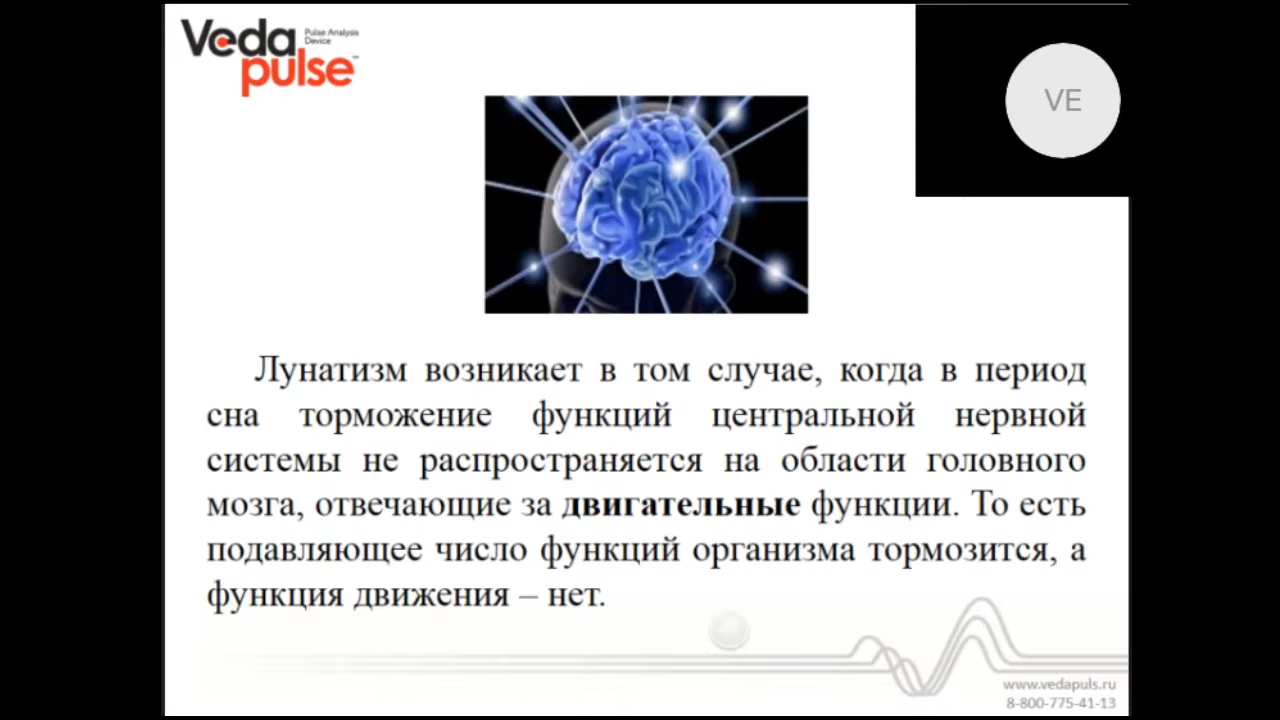 Veda
Pulse Analysis
Device
pulse
VE
Лунатизм возникает в том случае, когда в период
сна торможение функций центральной нервной
системы не распространяется на области головного
мозга, отвечающие за двигательные функции. То есть
подавляющее число функций организма тормозится, а
функция движения – нет.
www.vedapuls.ru
8-800-775-41-13